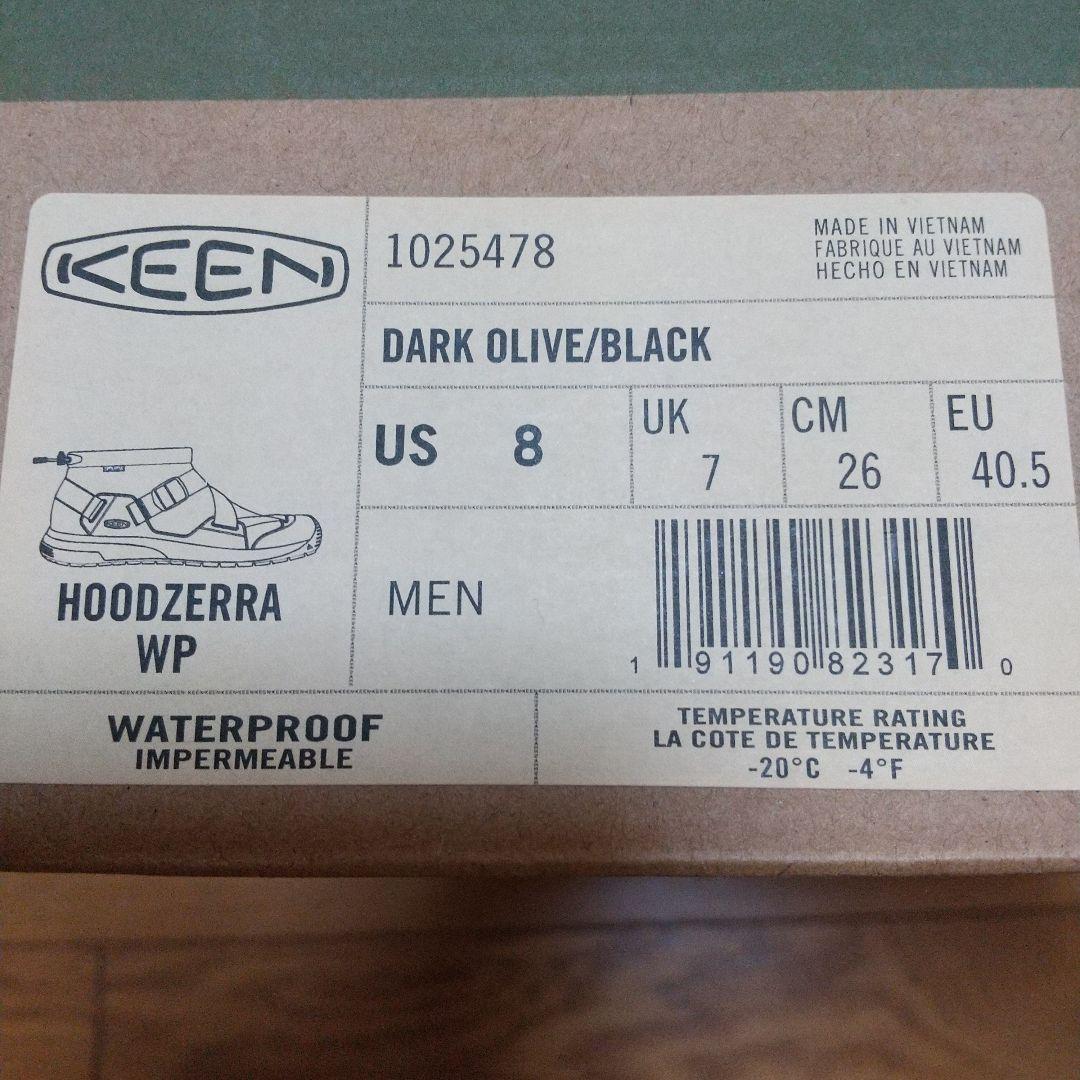 KEEN
1025478
MADE IN VIETNAM
FABRIQUE AU VIETNAM
HECHO EN VIETNAM
DARK OLIVE/BLACK
US 8
UK 7
CM 26
EU 40.5
KEEN
HOODZERRA
WP
MEN
1 91190 82317 0
WATERPROOF
IMPERMEABLE
TEMPERATURE RATING
LA COTE DE TEMPERATURE
-20°C -4°F